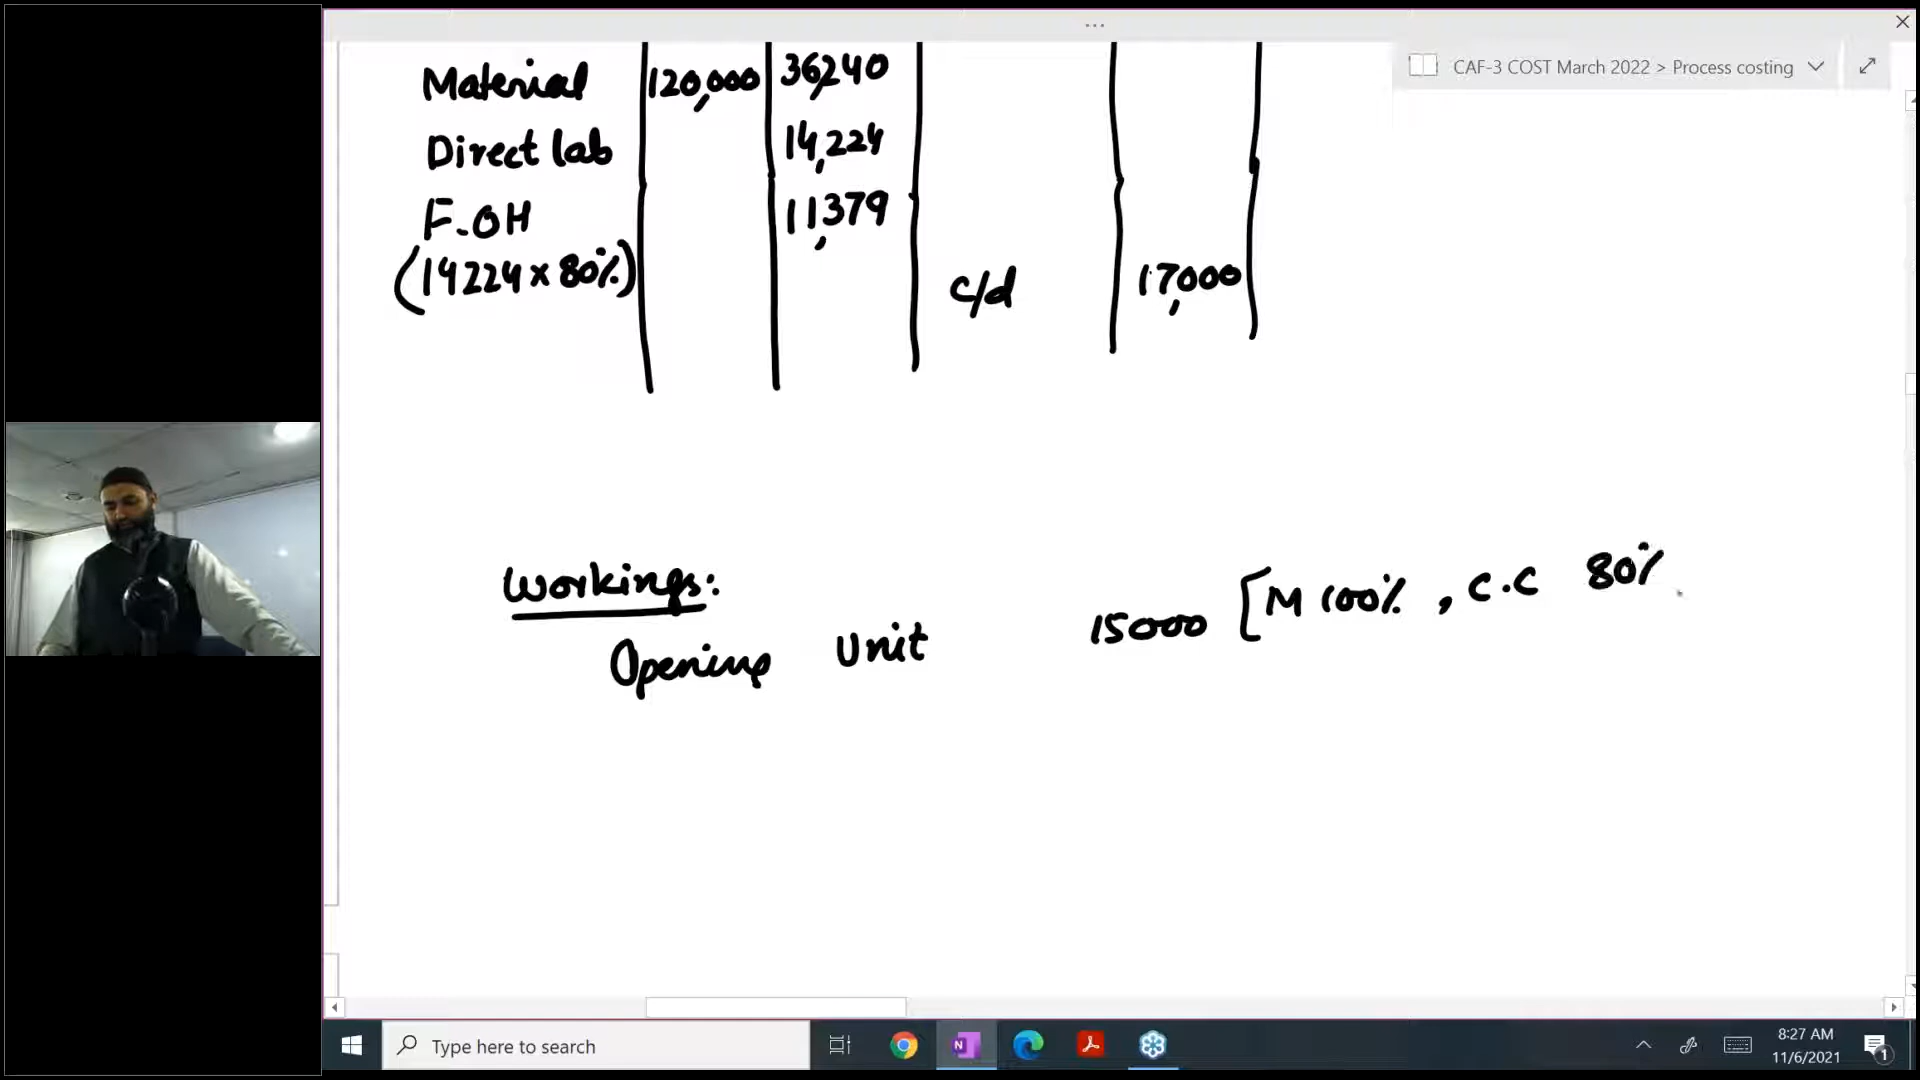 ...
CAF-3 COST March 2022 > Process costing
Material 120,000 36,240
Direct lab 14,224
F.OH 11,379
(14224 x 80%)
c/d 17,000
Workings:
Opening Unit 15000 [M 100%, C.C 80%
Type here to search
N
8:27 AM
11/6/2021
1